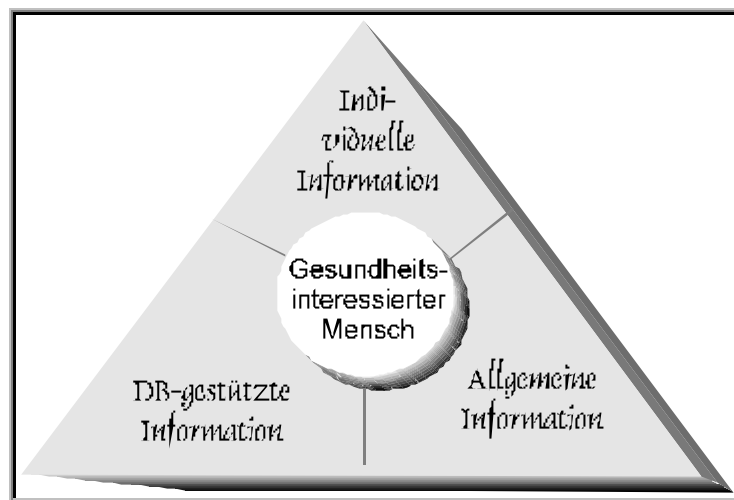 Indi-
viduelle
Information
Gesundheits-
interessierter
Mensch
DB-gestützte
Information
Allgemeine
Information